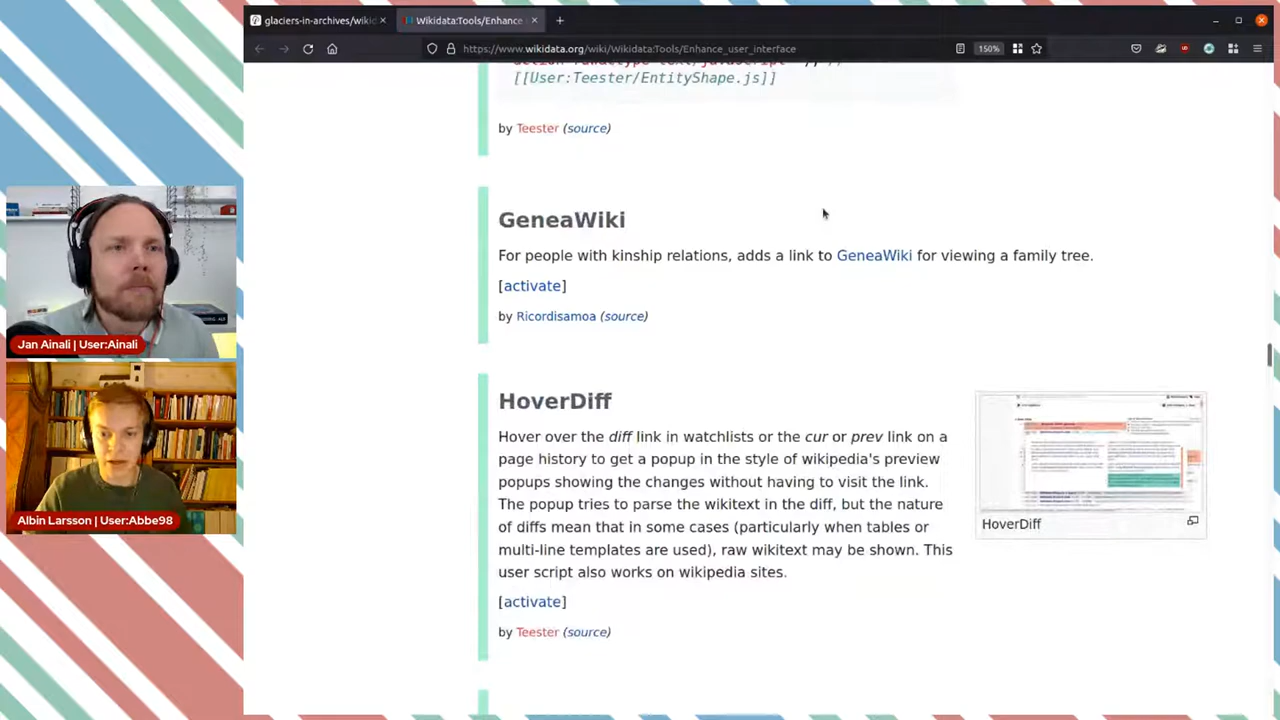 glaciers-in-archives/wikid
Wikidata:Tools/Enhance
https://www.wikidata.org/wiki/Wikidata:Tools/Enhance_user_interface
150%
[[User:Teester/EntityShape.js]]
by Teester (source)
GeneaWiki
For people with kinship relations, adds a link to GeneaWiki for viewing a family tree.
[activate]
by Ricordisamoa (source)
HoverDiff
Hover over the diff link in watchlists or the cur or prev link on a
page history to get a popup in the style of wikipedia's preview
popups showing the changes without having to visit the link.
The popup tries to parse the wikitext in the diff, but the nature
of diffs mean that in some cases (particularly when tables or
multi-line templates are used), raw wikitext may be shown. This
user script also works on wikipedia sites.
[activate]
by Teester (source)
HoverDiff
Jan Ainali | User:Ainali
Albin Larsson | User:Abbe98